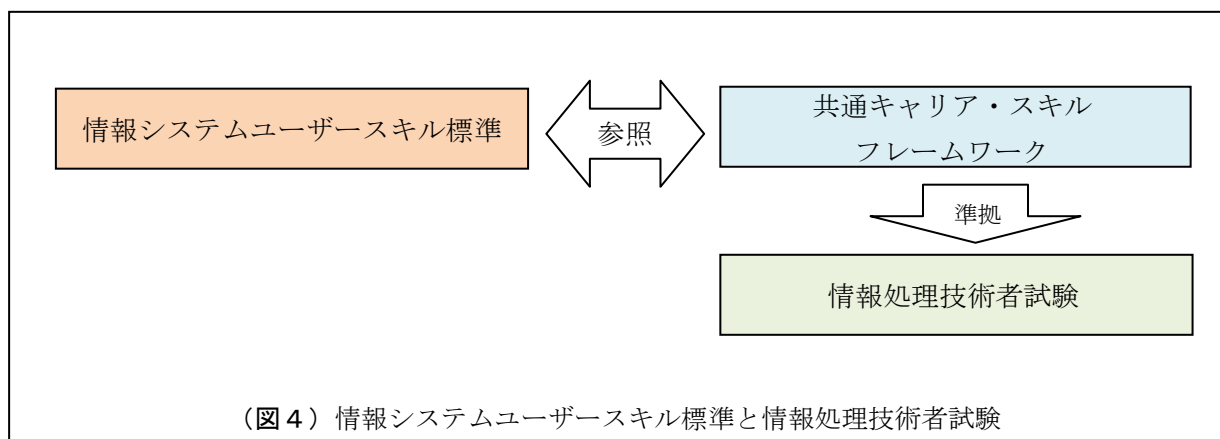 情報システムユーザースキル標準
参照
共通キャリア・スキル
フレームワーク
準拠
情報処理技術者試験
(図4)情報システムユーザースキル標準と情報処理技術者試験